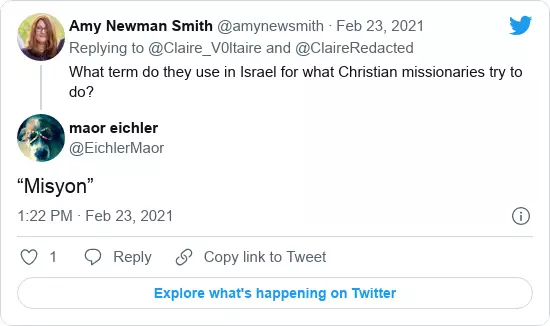 Amy Newman Smith @amynewsmith · Feb 23, 2021
Replying to @Claire_V0ltaire and @ClaireRedacted
What term do they use in Israel for what Christian missionaries try to
do?
maor eichler
@EichlerMaor
“Misyon”
1:22 PM · Feb 23, 2021
1 Reply Copy link to Tweet
Explore what's happening on Twitter